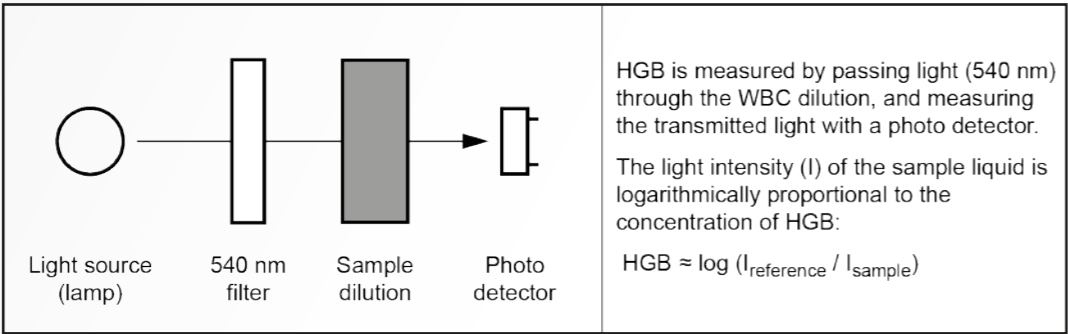 Light source
(lamp)
540 nm
filter
Sample
dilution
Photo
detector
HGB is measured by passing light (540 nm)
through the WBC dilution, and measuring
the transmitted light with a photo detector.
The light intensity (I) of the sample liquid is
logarithmically proportional to the
concentration of HGB:
HGB ≈ log (Ireference / Isample)